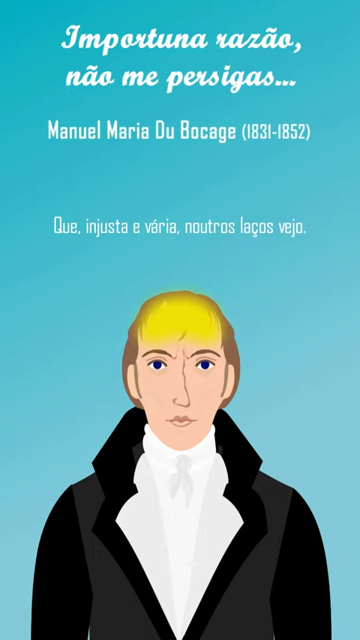 Importuna razão,
não me persigas...
Manuel Maria Du Bocage (1831-1852)
Que, injusta e vária, noutros laços vejo.